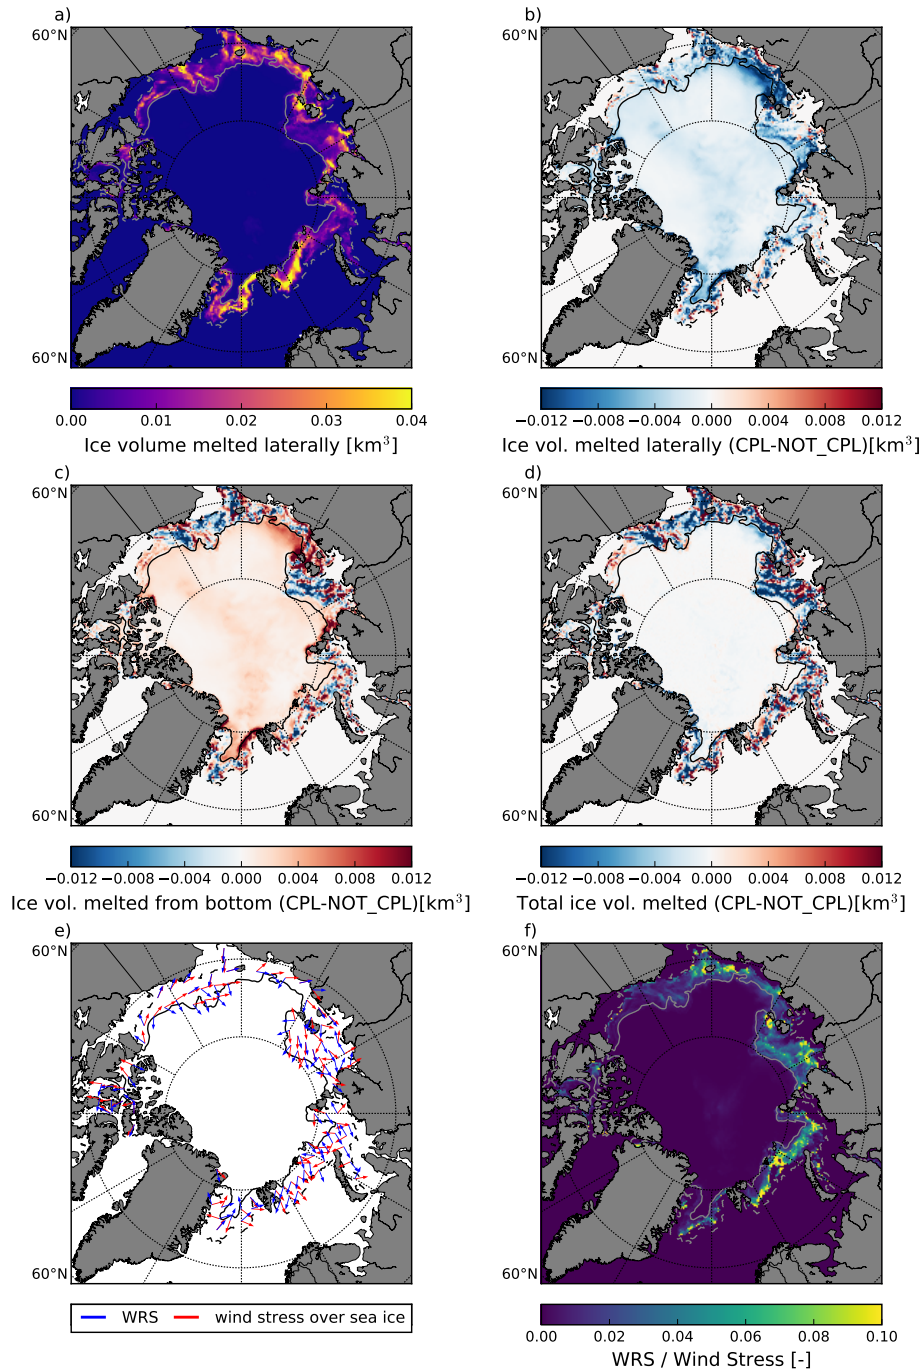 a)
b)
60°N
60°N
60°N
60°N
0.00 0.01 0.02 0.03 0.04
Ice volume melted laterally [km³]
−0.012 −0.008 −0.004 0.000 0.004 0.008 0.012
Ice vol. melted laterally (CPL-NOT_CPL)[km³]
c)
d)
60°N
60°N
60°N
60°N
−0.012 −0.008 −0.004 0.000 0.004 0.008 0.012
Ice vol. melted from bottom (CPL-NOT_CPL)[km³]
−0.012 −0.008 −0.004 0.000 0.004 0.008 0.012
Total ice vol. melted (CPL-NOT_CPL)[km³]
e)
f)
60°N
60°N
60°N
60°N
WRS wind stress over sea ice
0.00 0.02 0.04 0.06 0.08 0.10
WRS / Wind Stress [-]